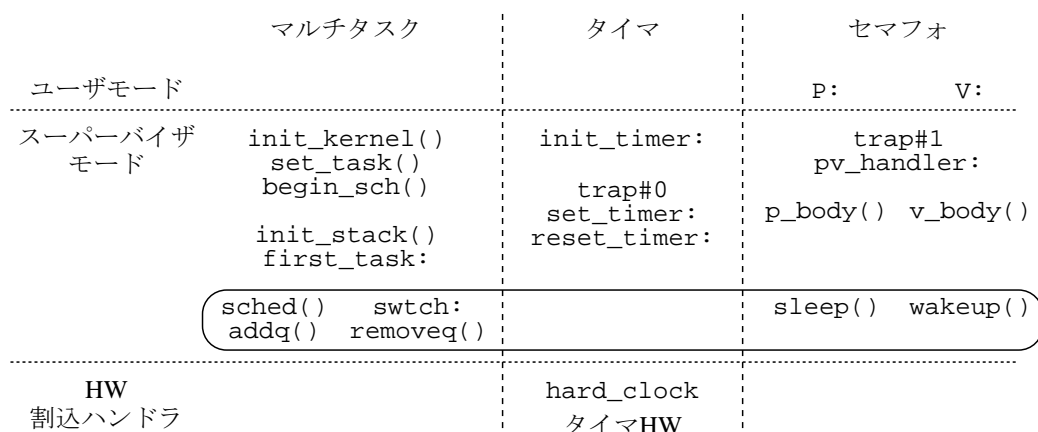 マルチタスク タイマ セマフォ
ユーザモード P: V:
スーパーバイザ
モード
init_kernel()
set_task()
begin_sch()
init_stack()
first_task:
init_timer:
trap#0
set_timer:
reset_timer:
trap#1
pv_handler:
p_body() v_body()
sched() swtch:
addq() removeq()
sleep() wakeup()
HW
割込ハンドラ
hard_clock
タイマHW